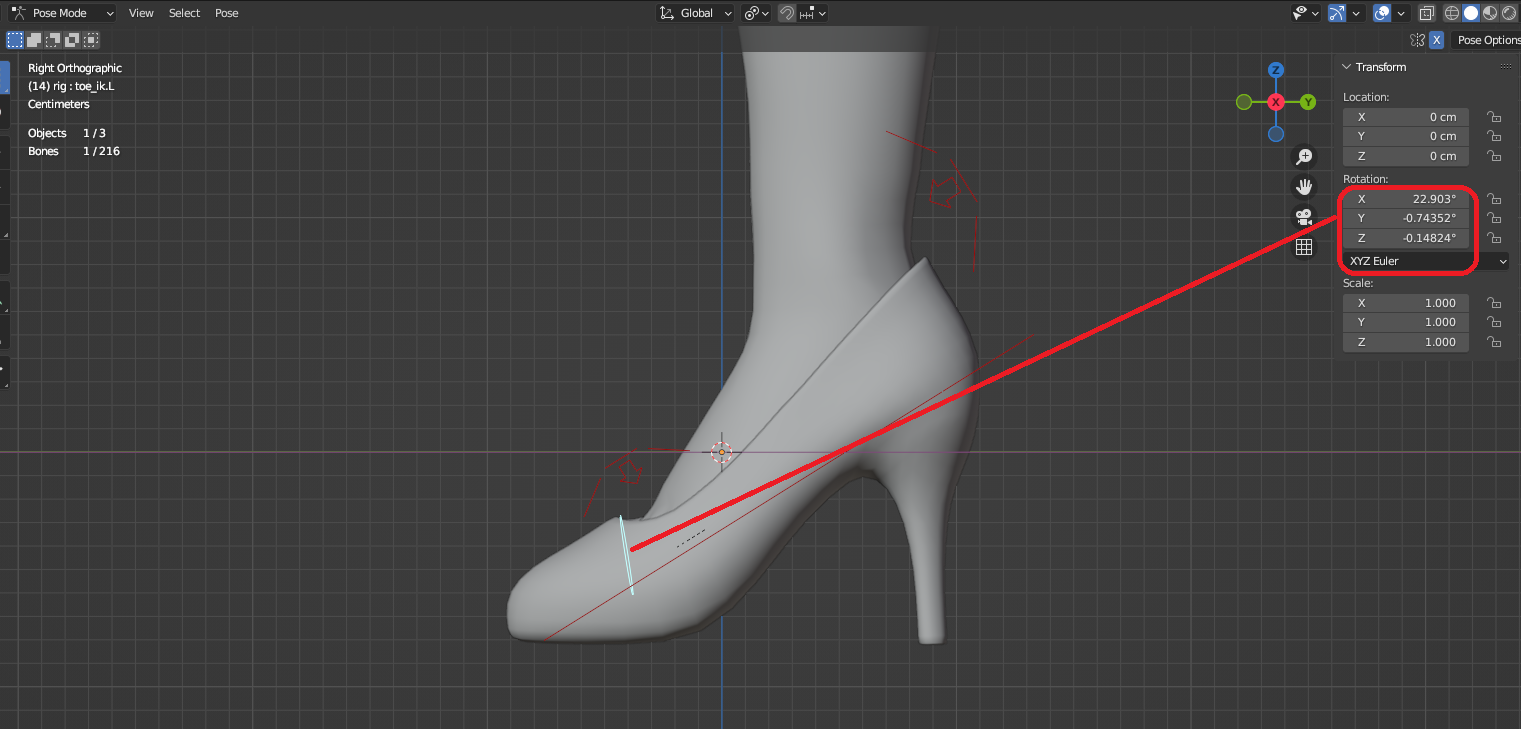 Pose Mode View Select Pose Global
X Pose Options
Right Orthographic
(14) rig : toe_ik.L
Centimeters
Objects 1 / 3
Bones 1 / 216
Z
X
Y
Transform
Location:
X 0 cm
Y 0 cm
Z 0 cm
Rotation:
X 22.903°
Y -0.74352°
Z -0.14824°
XYZ Euler
Scale:
X 1.000
Y 1.000
Z 1.000